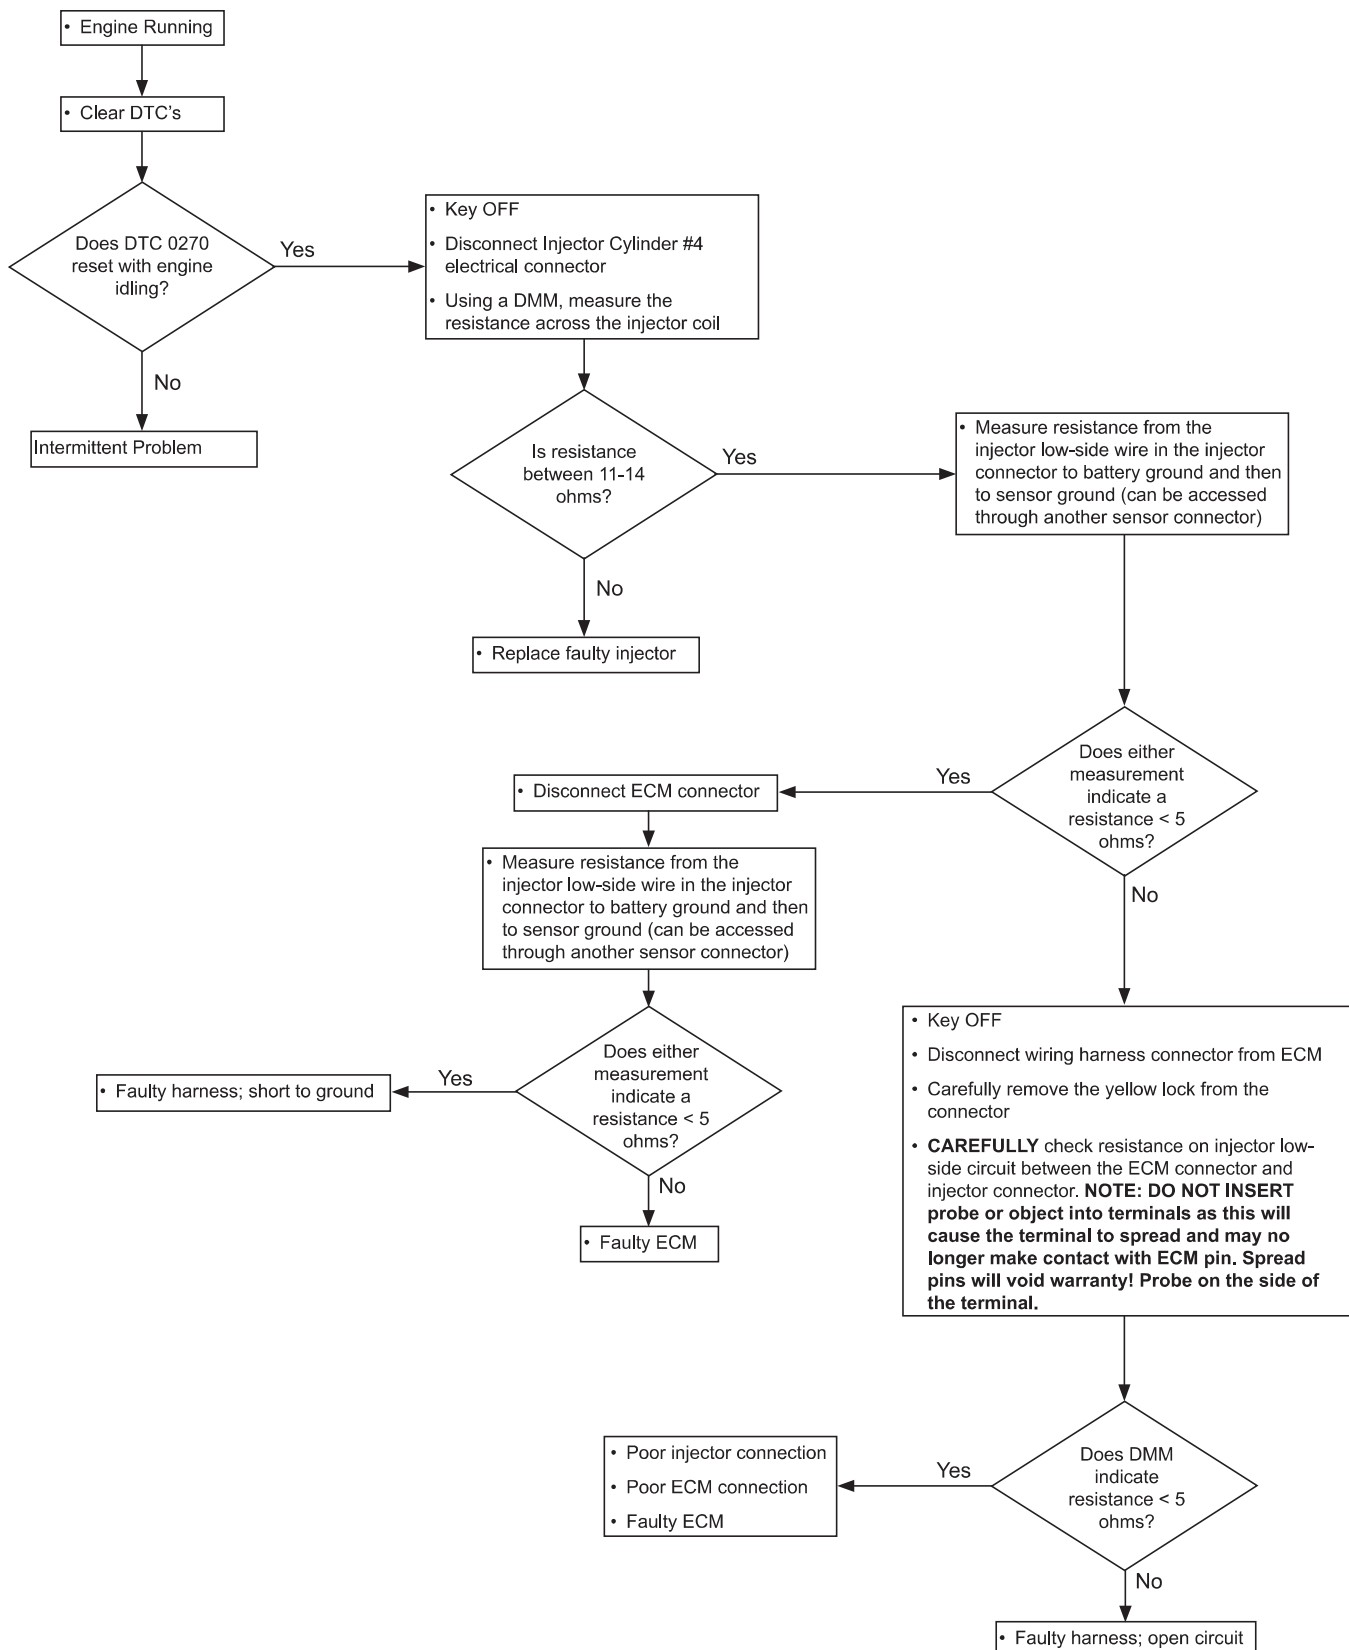 • Engine Running
• Clear DTC's
Does DTC 0270
reset with engine
idling?
Yes
No
Intermittent Problem
• Key OFF
• Disconnect Injector Cylinder #4
electrical connector
• Using a DMM, measure the
resistance across the injector coil
Is resistance
between 11-14
ohms?
Yes
No
• Replace faulty injector
• Measure resistance from the
injector low-side wire in the injector
connector to battery ground and then
to sensor ground (can be accessed
through another sensor connector)
Does either
measurement
indicate a
resistance < 5
ohms?
Yes
No
• Disconnect ECM connector
• Measure resistance from the
injector low-side wire in the injector
connector to battery ground and then
to sensor ground (can be accessed
through another sensor connector)
Does either
measurement
indicate a
resistance < 5
ohms?
Yes
• Faulty harness; short to ground
No
• Faulty ECM
• Key OFF
• Disconnect wiring harness connector from ECM
• Carefully remove the yellow lock from the
connector
• CAREFULLY check resistance on injector low-
side circuit between the ECM connector and
injector connector. NOTE: DO NOT INSERT
probe or object into terminals as this will
cause the terminal to spread and may no
longer make contact with ECM pin. Spread
pins will void warranty! Probe on the side of
the terminal.
Does DMM
indicate
resistance < 5
ohms?
Yes
• Poor injector connection
• Poor ECM connection
• Faulty ECM
No
• Faulty harness; open circuit